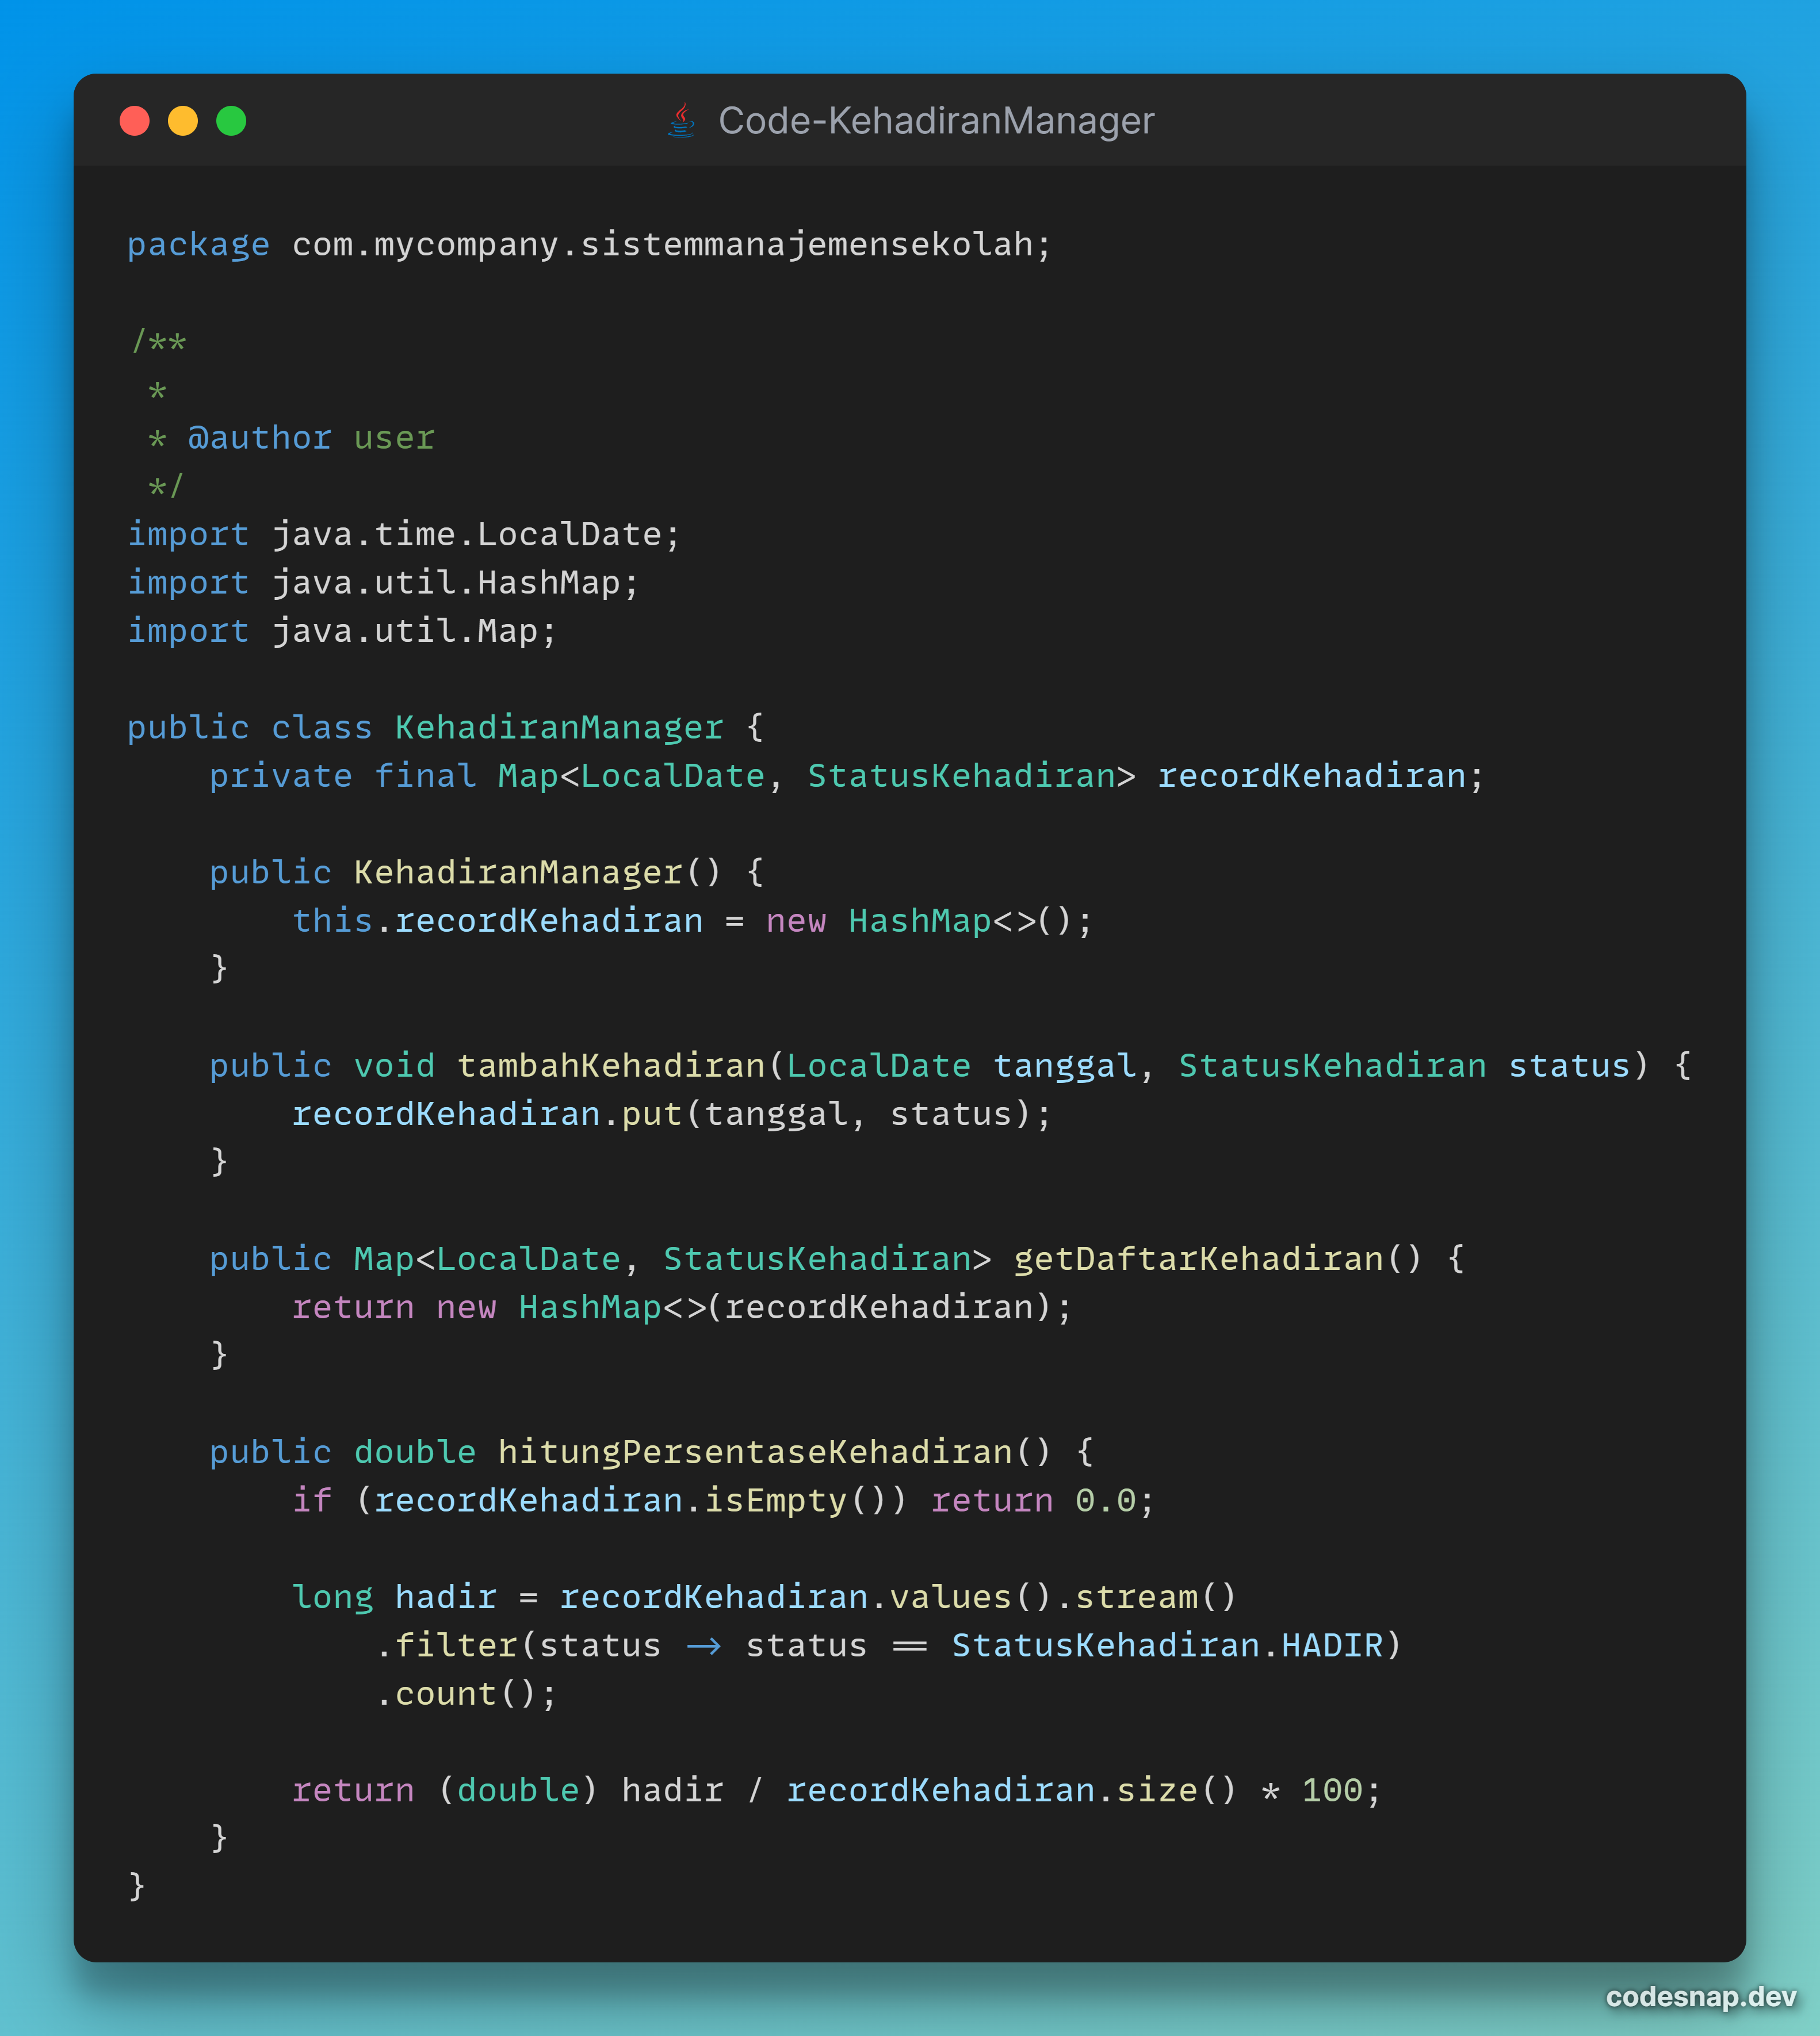 Code-KehadiranManager
package com.mycompany.sistemmanajemensekolah;

/**
 *
 * @author user
 */
import java.time.LocalDate;
import java.util.HashMap;
import java.util.Map;

public class KehadiranManager {
    private final Map<LocalDate, StatusKehadiran> recordKehadiran;

    public KehadiranManager() {
        this.recordKehadiran = new HashMap<>();
    }

    public void tambahKehadiran(LocalDate tanggal, StatusKehadiran status) {
        recordKehadiran.put(tanggal, status);
    }

    public Map<LocalDate, StatusKehadiran> getDaftarKehadiran() {
        return new HashMap<>(recordKehadiran);
    }

    public double hitungPersentaseKehadiran() {
        if (recordKehadiran.isEmpty()) return 0.0;

        long hadir = recordKehadiran.values().stream()
            .filter(status -> status == StatusKehadiran.HADIR)
            .count();

        return (double) hadir / recordKehadiran.size() * 100;
    }
}
codesnap.dev